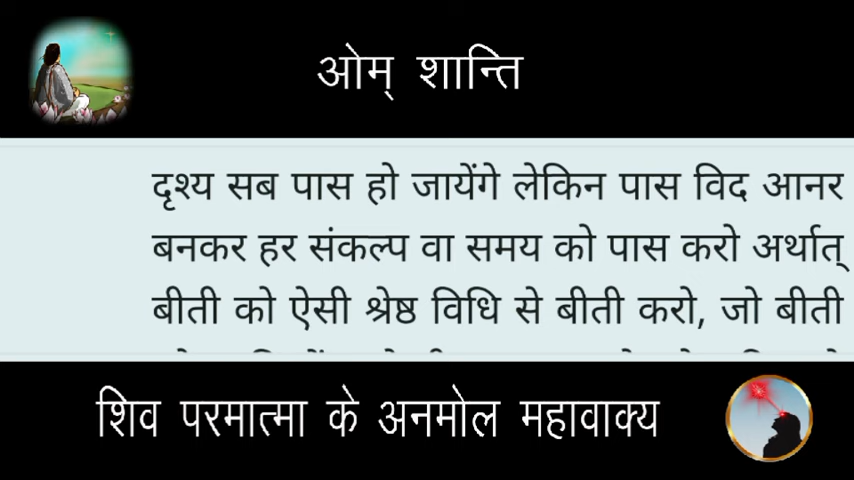 ओम् शान्ति
दृश्य सब पास हो जायेंगे लेकिन पास विद आनर
बनकर हर संकल्प वा समय को पास करो अर्थात्
बीती को ऐसी श्रेष्ठ विधि से बीती करो, जो बीती
शिव परमात्मा के अनमोल महावाक्य